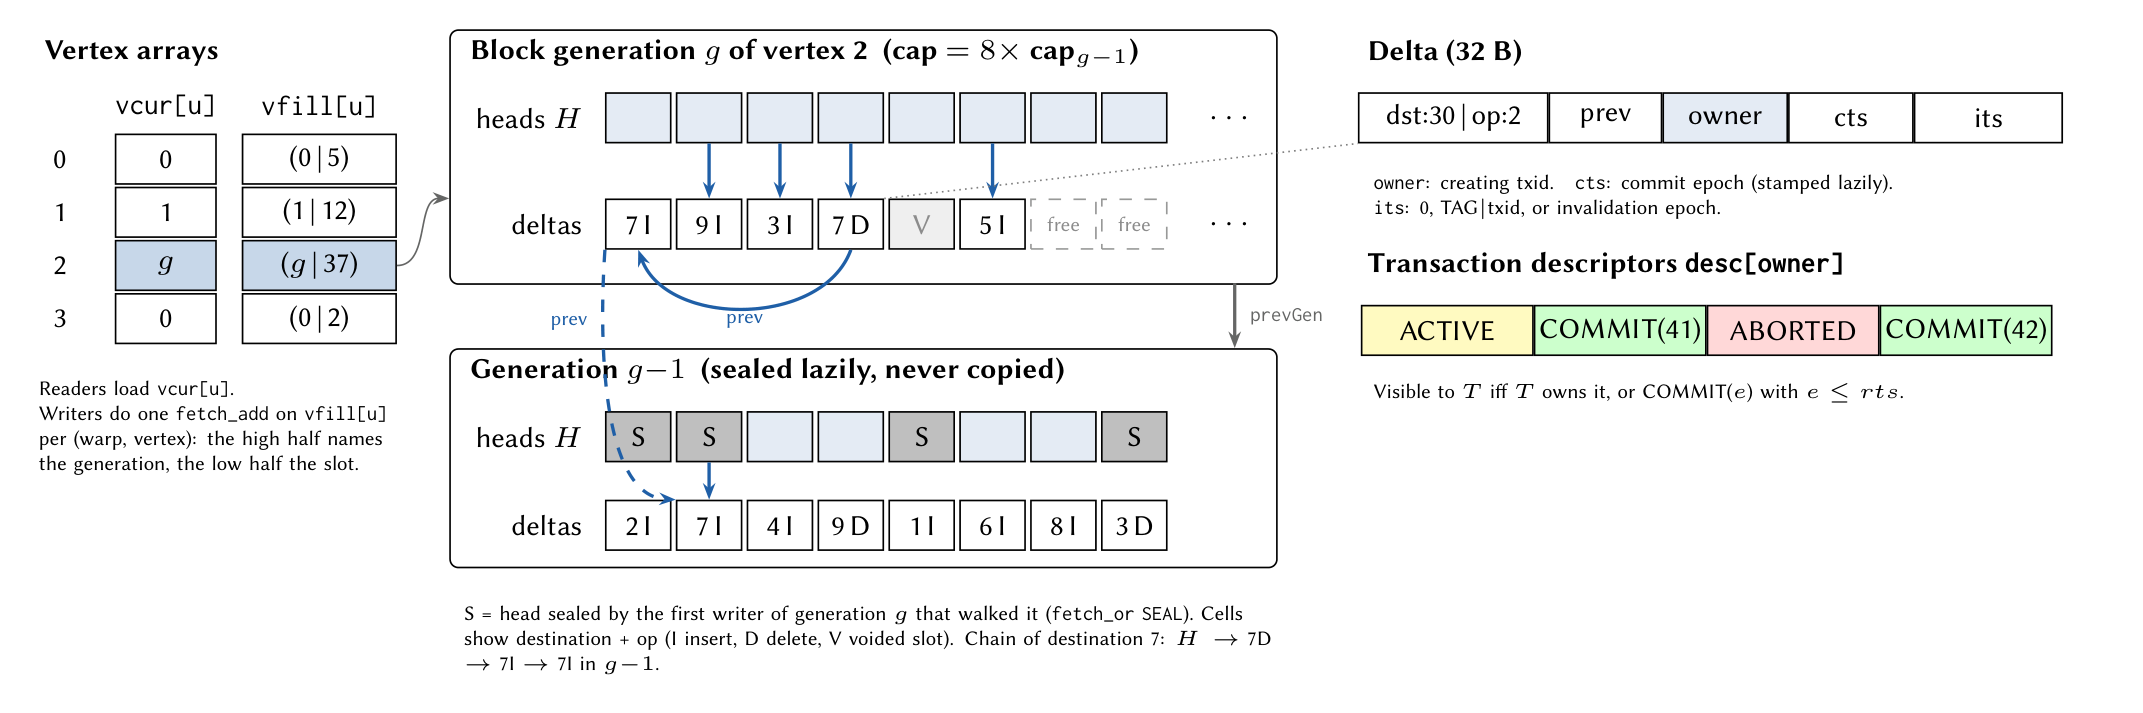 Vertex arrays
vcur[u] vfill[u]
0 0 (0 | 5)
1 1 (1 | 12)
2 g (g | 37)
3 0 (0 | 2)
Readers load vcur[u].
Writers do one fetch_add on vfill[u]
per (warp, vertex): the high half names
the generation, the low half the slot.
Block generation g of vertex 2 (cap = 8× cap_{g−1})
heads H ···
deltas 7 I 9 I 3 I 7 D V 5 I free free ···
prev prev
prevGen
Generation g−1 (sealed lazily, never copied)
heads H S S S S
deltas 2 I 7 I 4 I 9 D 1 I 6 I 8 I 3 D
S = head sealed by the first writer of generation g that walked it (fetch_or SEAL). Cells
show destination + op (I insert, D delete, V voided slot). Chain of destination 7: H → 7D
→ 7I → 7I in g−1.
Delta (32 B)
dst:30 | op:2 prev owner cts its
owner: creating txid. cts: commit epoch (stamped lazily).
its: 0, TAG|txid, or invalidation epoch.
Transaction descriptors desc[owner]
ACTIVE COMMIT(41) ABORTED COMMIT(42)
Visible to T iff T owns it, or COMMIT(e) with e ≤ rts.